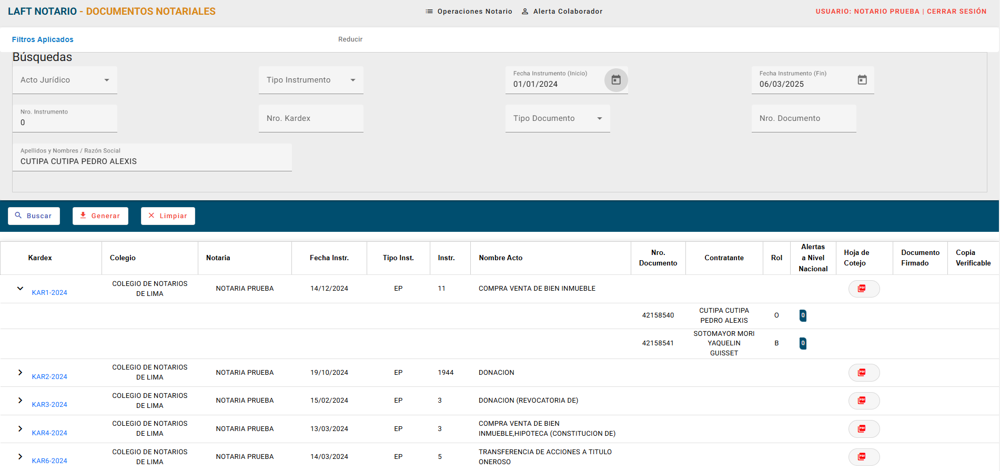 LAFT NOTARIO - DOCUMENTOS NOTARIALES
Operaciones Notario
Alerta Colaborador
USUARIO: NOTARIO PRUEBA | CERRAR SESIÓN
Filtros Aplicados
Reducir
Búsquedas
Acto Jurídico
Tipo Instrumento
Fecha Instrumento (Inicio)
01/01/2024
Fecha Instrumento (Fin)
06/03/2025
Nro. Instrumento
0
Nro. Kardex
Tipo Documento
Nro. Documento
Apellidos y Nombres / Razón Social
CUTIPA CUTIPA PEDRO ALEXIS
Buscar
Generar
Limpiar
Kardex
Colegio
Notaria
Fecha Instr.
Tipo Inst.
Instr.
Nombre Acto
Nro.
Documento
Contratante
Rol
Alertas
a Nivel
Nacional
Hoja de
Cotejo
Documento
Firmado
Copia
Verificable
KAR1-2024
COLEGIO DE NOTARIOS
DE LIMA
NOTARIA PRUEBA
14/12/2024
EP
11
COMPRA VENTA DE BIEN INMUEBLE
PDF
42158540
CUTIPA CUTIPA
PEDRO ALEXIS
O
0
42158541
SOTOMAYOR MORI
YAQUELIN
GUISSET
B
0
KAR2-2024
COLEGIO DE NOTARIOS
DE LIMA
NOTARIA PRUEBA
19/10/2024
EP
1944
DONACION
PDF
KAR3-2024
COLEGIO DE NOTARIOS
DE LIMA
NOTARIA PRUEBA
15/02/2024
EP
3
DONACION (REVOCATORIA DE)
PDF
KAR4-2024
COLEGIO DE NOTARIOS
DE LIMA
NOTARIA PRUEBA
13/03/2024
EP
3
COMPRA VENTA DE BIEN
INMUEBLE,HIPOTECA (CONSTITUCION DE)
PDF
KAR6-2024
COLEGIO DE NOTARIOS
DE LIMA
NOTARIA PRUEBA
14/03/2024
EP
5
TRANSFERENCIA DE ACCIONES A TITULO
ONEROSO
PDF